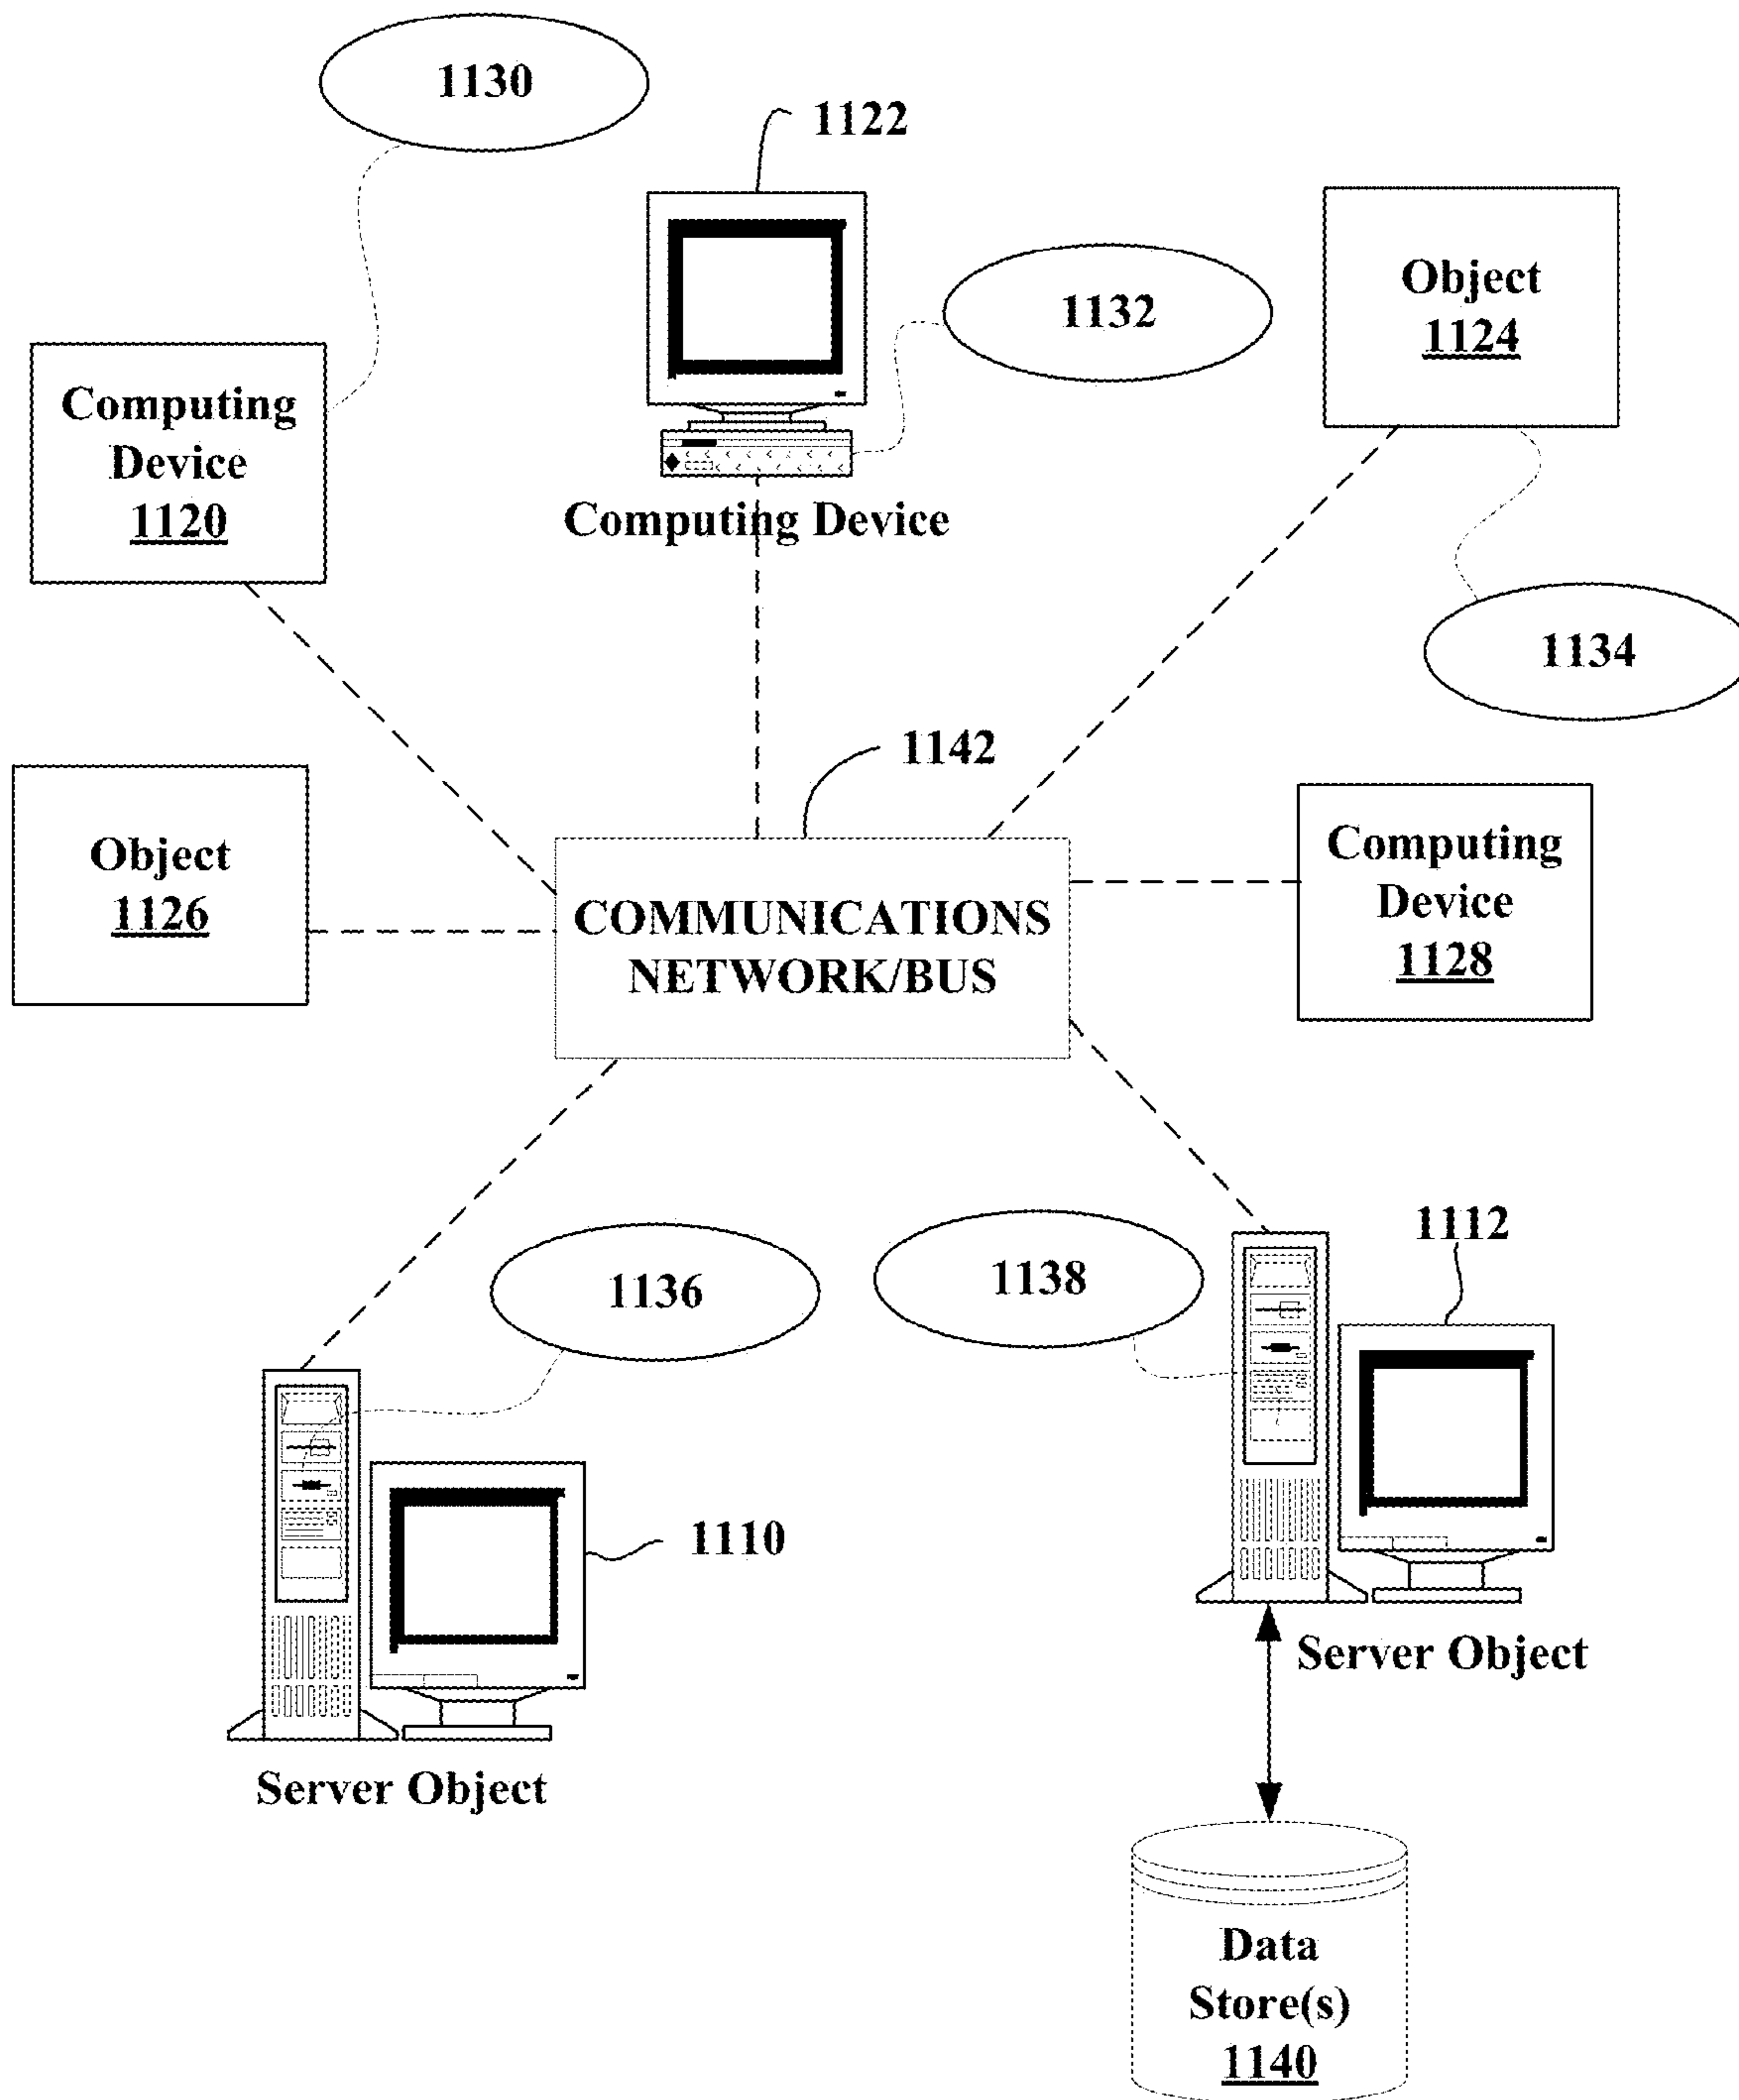 1130
1122
1132
Object
1124
Computing
Device
1120
Computing Device
1134
1142
Object
1126
COMMUNICATIONS
NETWORK/BUS
Computing
Device
1128
1136
1138
1112
1110
Server Object
Server Object
Data
Store(s)
1140